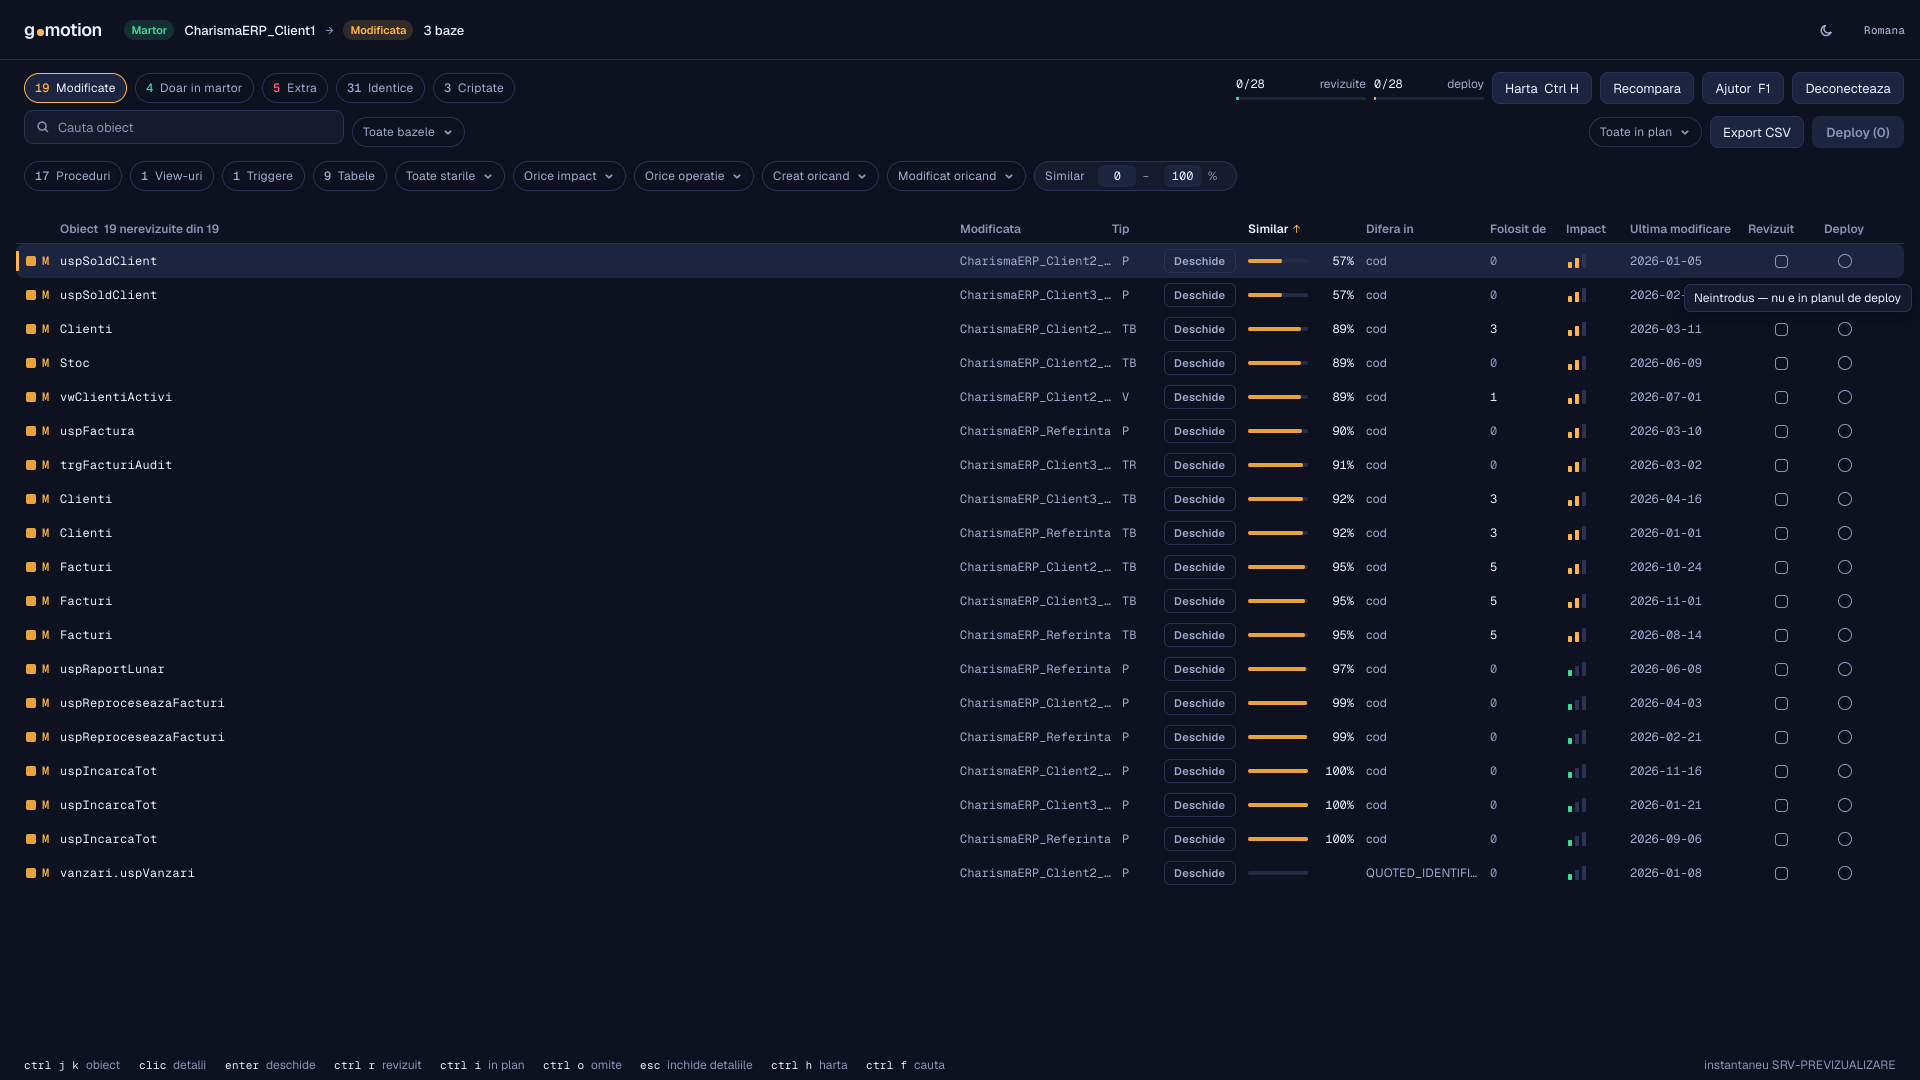 gomotion Martor CharismaERP_Client1 → Modificata 3 baze Romana
19 Modificate 4 Doar in martor 5 Extra 31 Identice 3 Criptate 0/28 revizuite 0/28 deploy Harta Ctrl H Recompara Ajutor F1 Deconecteaza
Cauta obiect Toate bazele Toate in plan Export CSV Deploy (0)
17 Proceduri 1 View-uri 1 Triggere 9 Tabele Toate starile Orice impact Orice operatie Creat oricand Modificat oricand Similar 0 – 100 %
Obiect 19 nerevizuite din 19 Modificata Tip Similar ↑ Difera in Folosit de Impact Ultima modificare Revizuit Deploy
M uspSoldClient CharismaERP_Client2_… P Deschide 57% cod 0 2026-01-05
M uspSoldClient CharismaERP_Client3_… P Deschide 57% cod 0 2026-02-
Neintrodus — nu e in planul de deploy
M Clienti CharismaERP_Client2_… TB Deschide 89% cod 3 2026-03-11
M Stoc CharismaERP_Client2_… TB Deschide 89% cod 0 2026-06-09
M vwClientiActivi CharismaERP_Client2_… V Deschide 89% cod 1 2026-07-01
M uspFactura CharismaERP_Referinta P Deschide 90% cod 0 2026-03-10
M trgFacturiAudit CharismaERP_Client3_… TR Deschide 91% cod 0 2026-03-02
M Clienti CharismaERP_Client3_… TB Deschide 92% cod 3 2026-04-16
M Clienti CharismaERP_Referinta TB Deschide 92% cod 3 2026-01-01
M Facturi CharismaERP_Client2_… TB Deschide 95% cod 5 2026-10-24
M Facturi CharismaERP_Client3_… TB Deschide 95% cod 5 2026-11-01
M Facturi CharismaERP_Referinta TB Deschide 95% cod 5 2026-08-14
M uspRaportLunar CharismaERP_Referinta P Deschide 97% cod 0 2026-06-08
M uspReproceseazaFacturi CharismaERP_Client2_… P Deschide 99% cod 0 2026-04-03
M uspReproceseazaFacturi CharismaERP_Referinta P Deschide 99% cod 0 2026-02-21
M uspIncarcaTot CharismaERP_Client2_… P Deschide 100% cod 0 2026-11-16
M uspIncarcaTot CharismaERP_Client3_… P Deschide 100% cod 0 2026-01-21
M uspIncarcaTot CharismaERP_Referinta P Deschide 100% cod 0 2026-09-06
M vanzari.uspVanzari CharismaERP_Client2_… P Deschide QUOTED_IDENTIFI… 0 2026-01-08
ctrl j k obiect clic detalii enter deschide ctrl r revizuit ctrl i in plan ctrl o omite esc inchide detaliile ctrl h harta ctrl f cauta instantaneu SRV-PREVIZUALIZARE